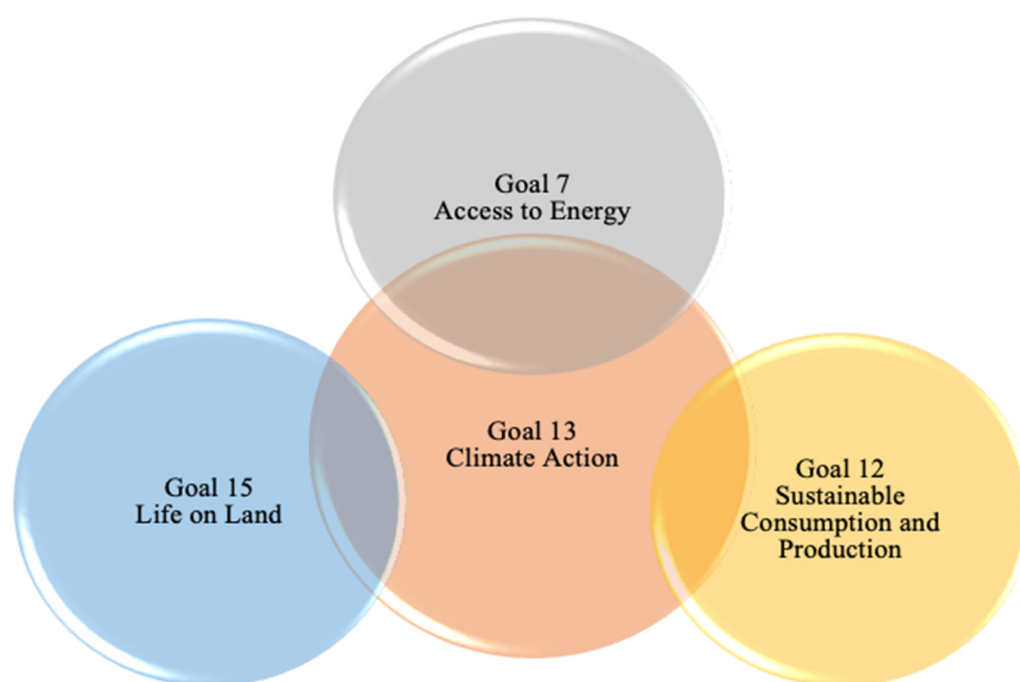 Goal 7
Access to Energy
Goal 13
Climate Action
Goal 15
Life on Land
Goal 12
Sustainable
Consumption and
Production